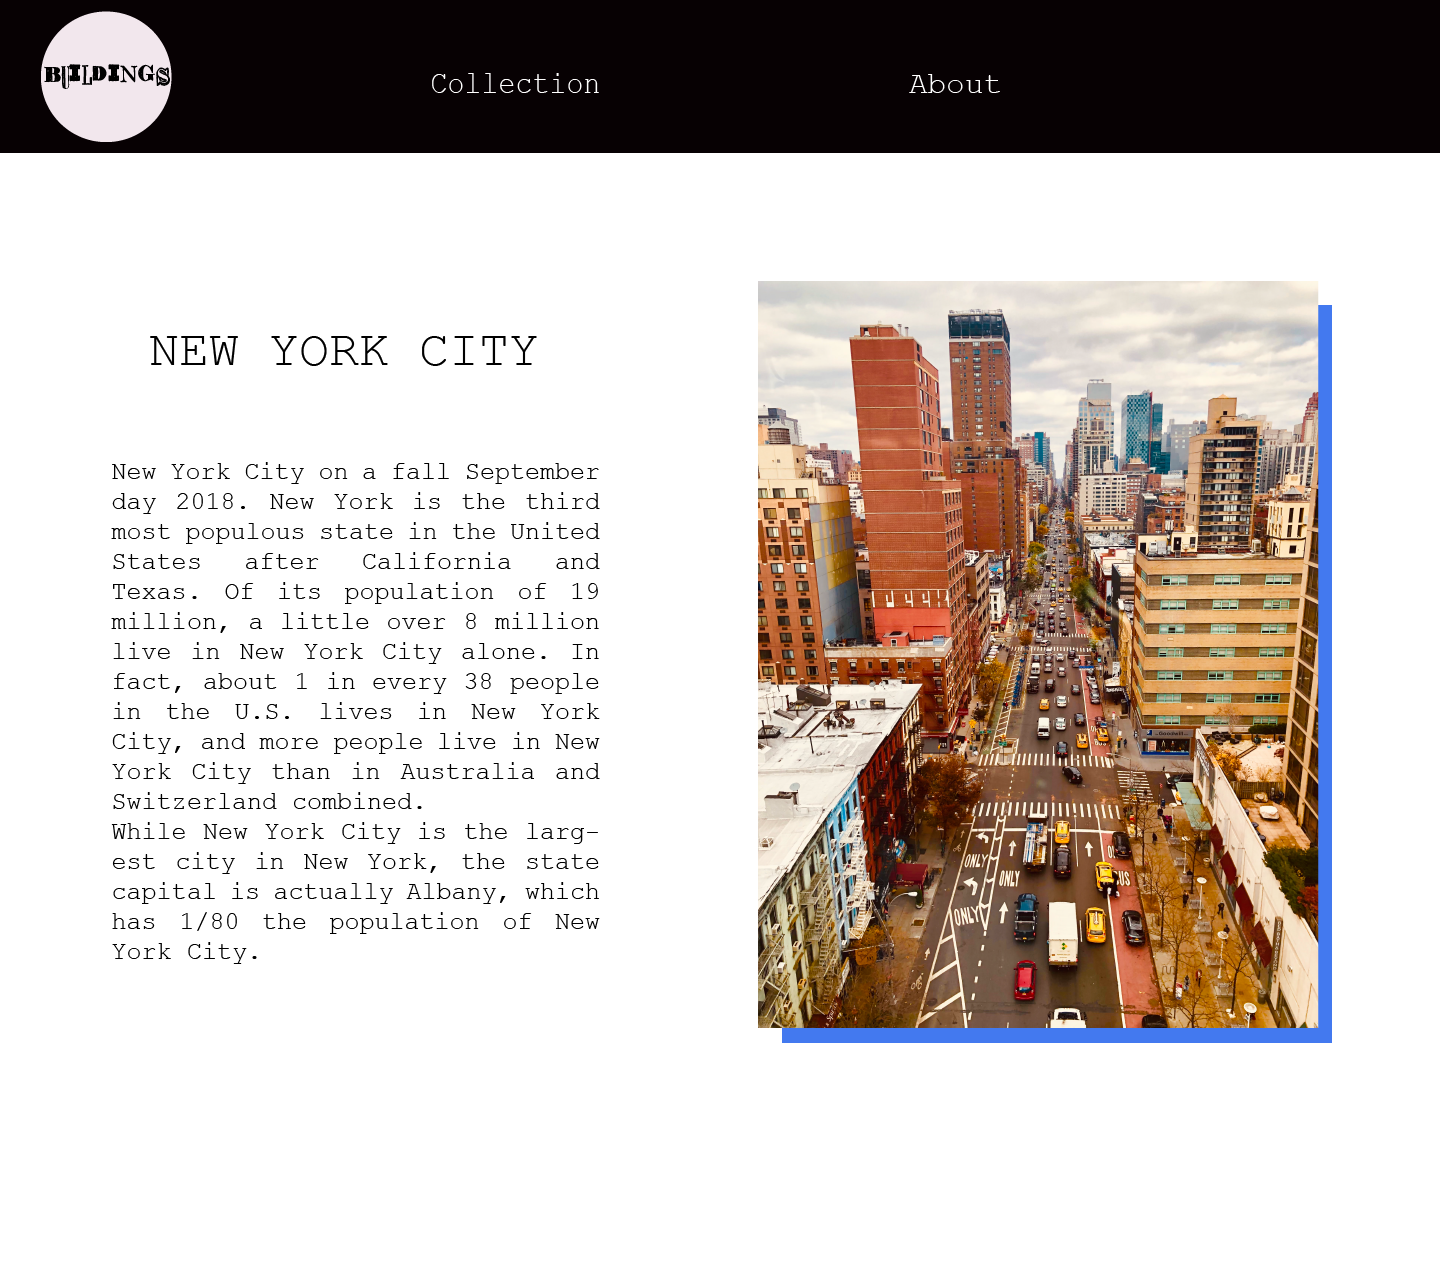 BUILDINGS
Collection
About
NEW YORK CITY
New York City on a fall September
day 2018. New York is the third
most populous state in the United
States after California and
Texas. Of its population of 19
million, a little over 8 million
live in New York City alone. In
fact, about 1 in every 38 people
in the U.S. lives in New York
City, and more people live in New
York City than in Australia and
Switzerland combined.
While New York City is the larg-
est city in New York, the state
capital is actually Albany, which
has 1/80 the population of New
York City.
ONLY
ONLY
ONLY